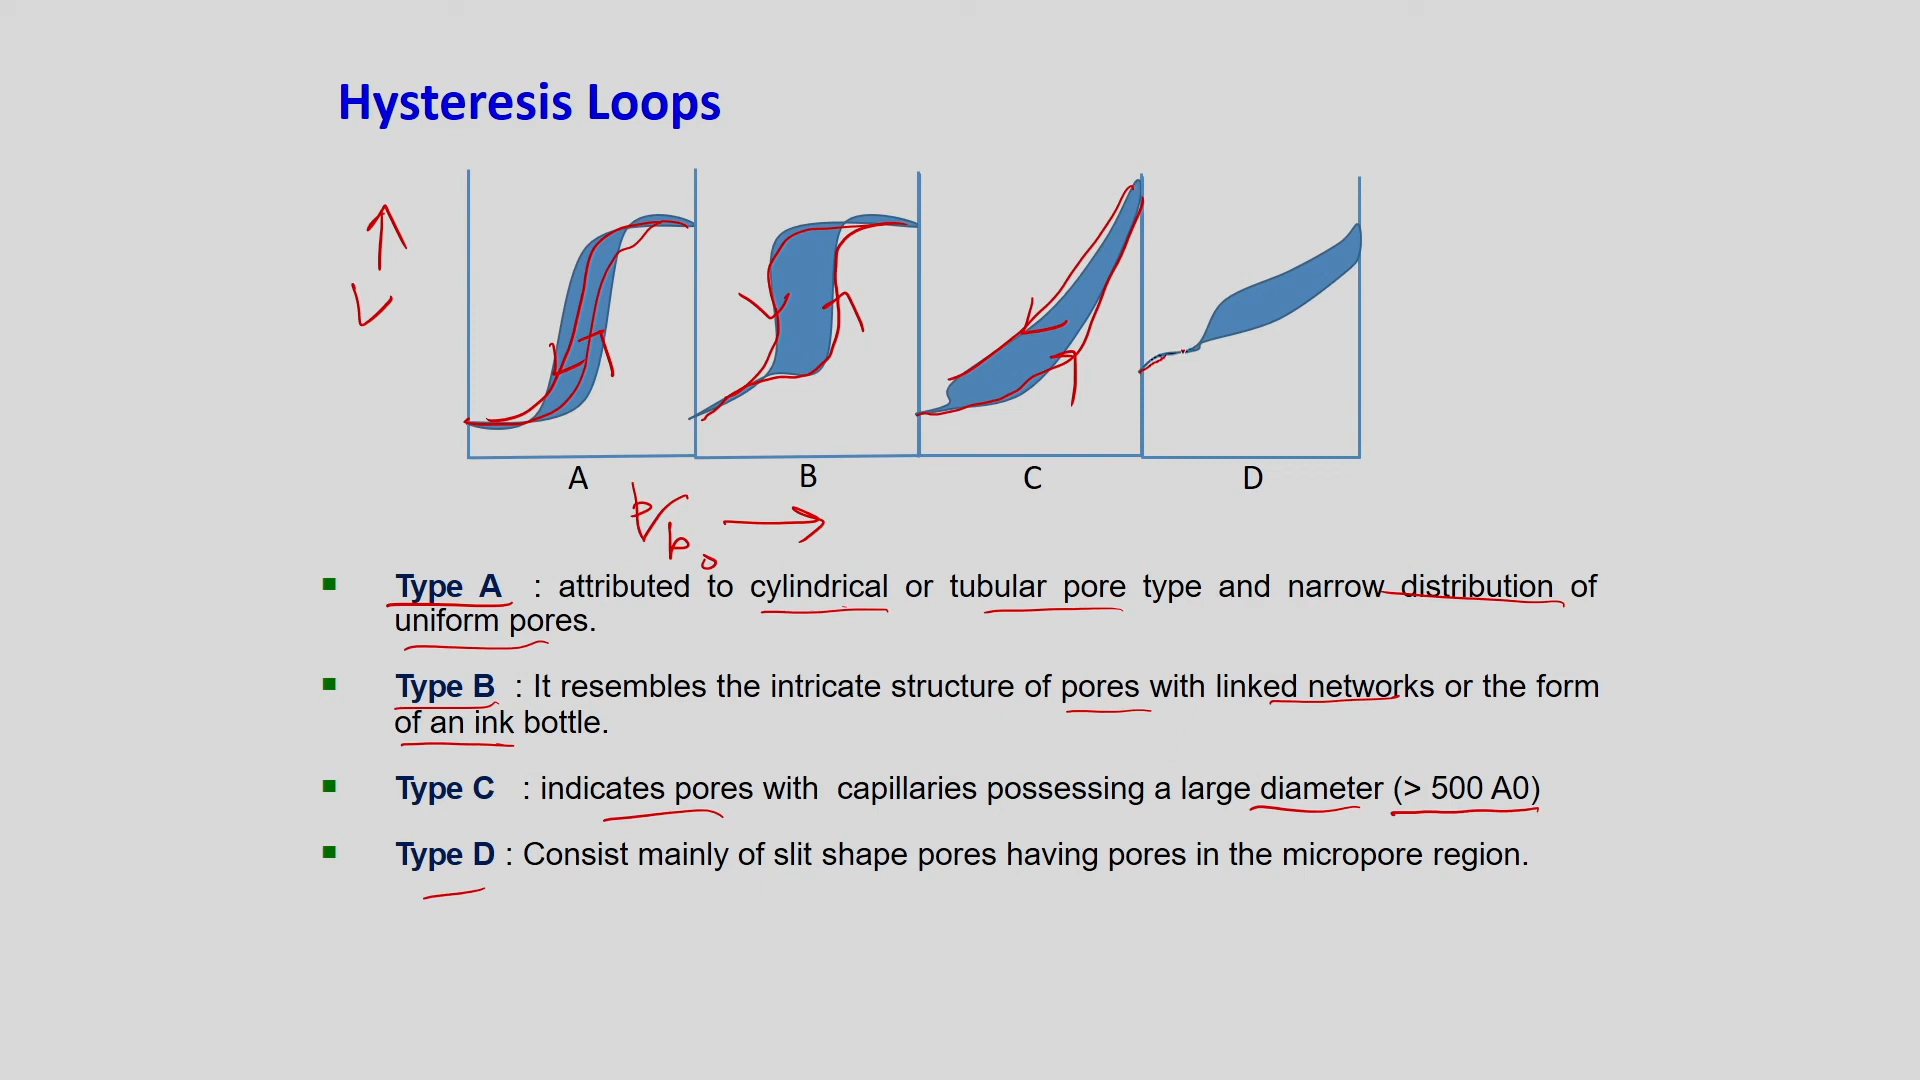 Hysteresis Loops
V
A
B
C
D
p/p₀
Type A : attributed to cylindrical or tubular pore type and narrow distribution of
uniform pores.
Type B : It resembles the intricate structure of pores with linked networks or the form
of an ink bottle.
Type C : indicates pores with capillaries possessing a large diameter (> 500 A0)
Type D : Consist mainly of slit shape pores having pores in the micropore region.